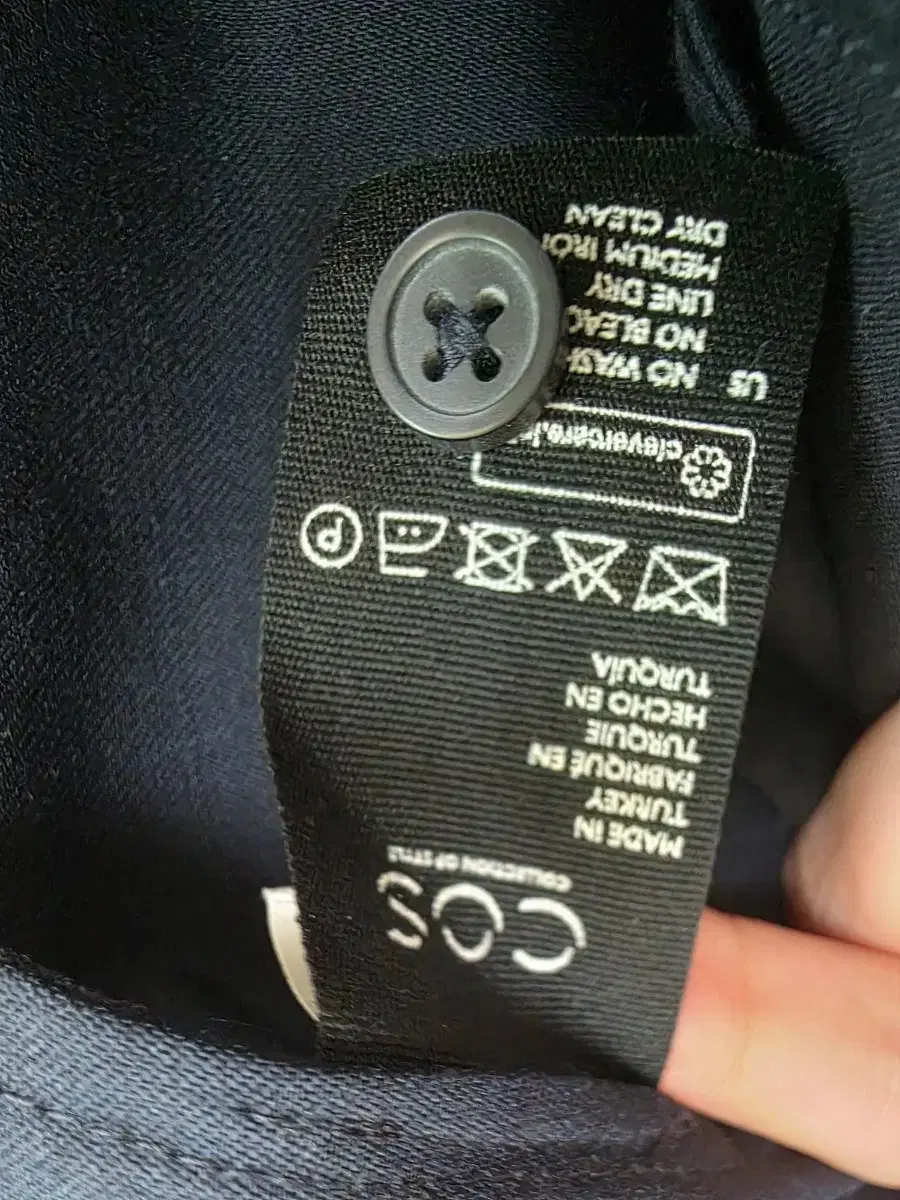 COS
COLLECTION OF STYLE
MADE IN
TURKEY
FABRIQUÉ EN
TURQUIE
HECHO EN
TURQUÍA
P
clevercare.
US NO WAS
NO BLEAC
LINE DRY
MEDIUM IRO
DRY CLEAN